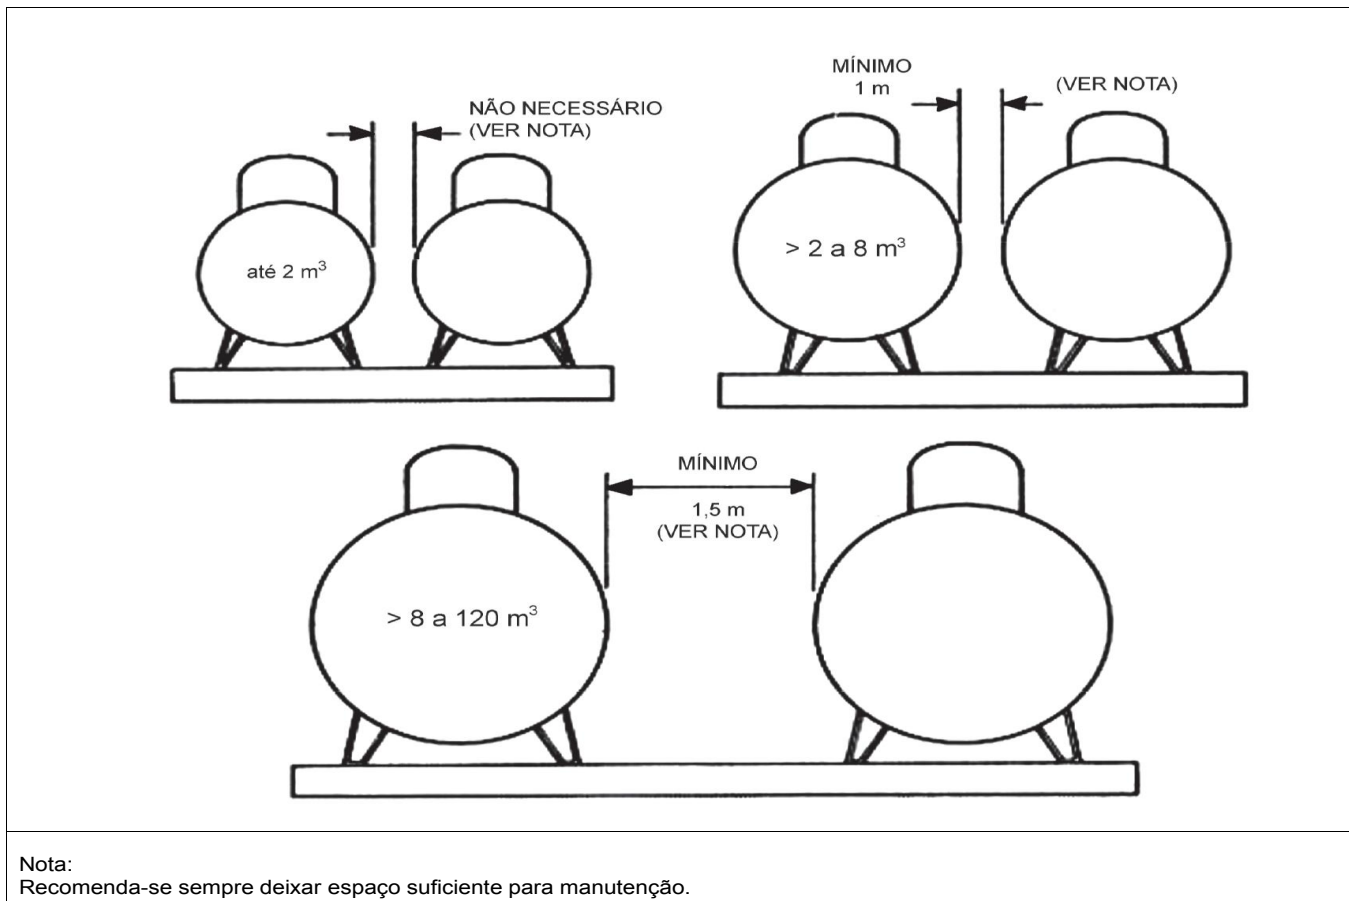 NÃO NECESSÁRIO
(VER NOTA)
até 2 m³
MÍNIMO
1 m
(VER NOTA)
> 2 a 8 m³
MÍNIMO
1,5 m
(VER NOTA)
> 8 a 120 m³
Nota:
Recomenda-se sempre deixar espaço suficiente para manutenção.